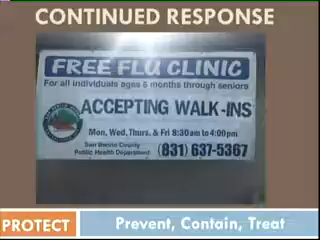 CONTINUED RESPONSE
FREE FLU CLINIC
For all individuals ages 6 months through seniors
ACCEPTING WALK-INS
Mon, Wed, Thurs, & Fri 8:30am to 4:00pm
San Benito County
Public Health Department
(831) 637-5367
PROTECT
Prevent, Contain, Treat